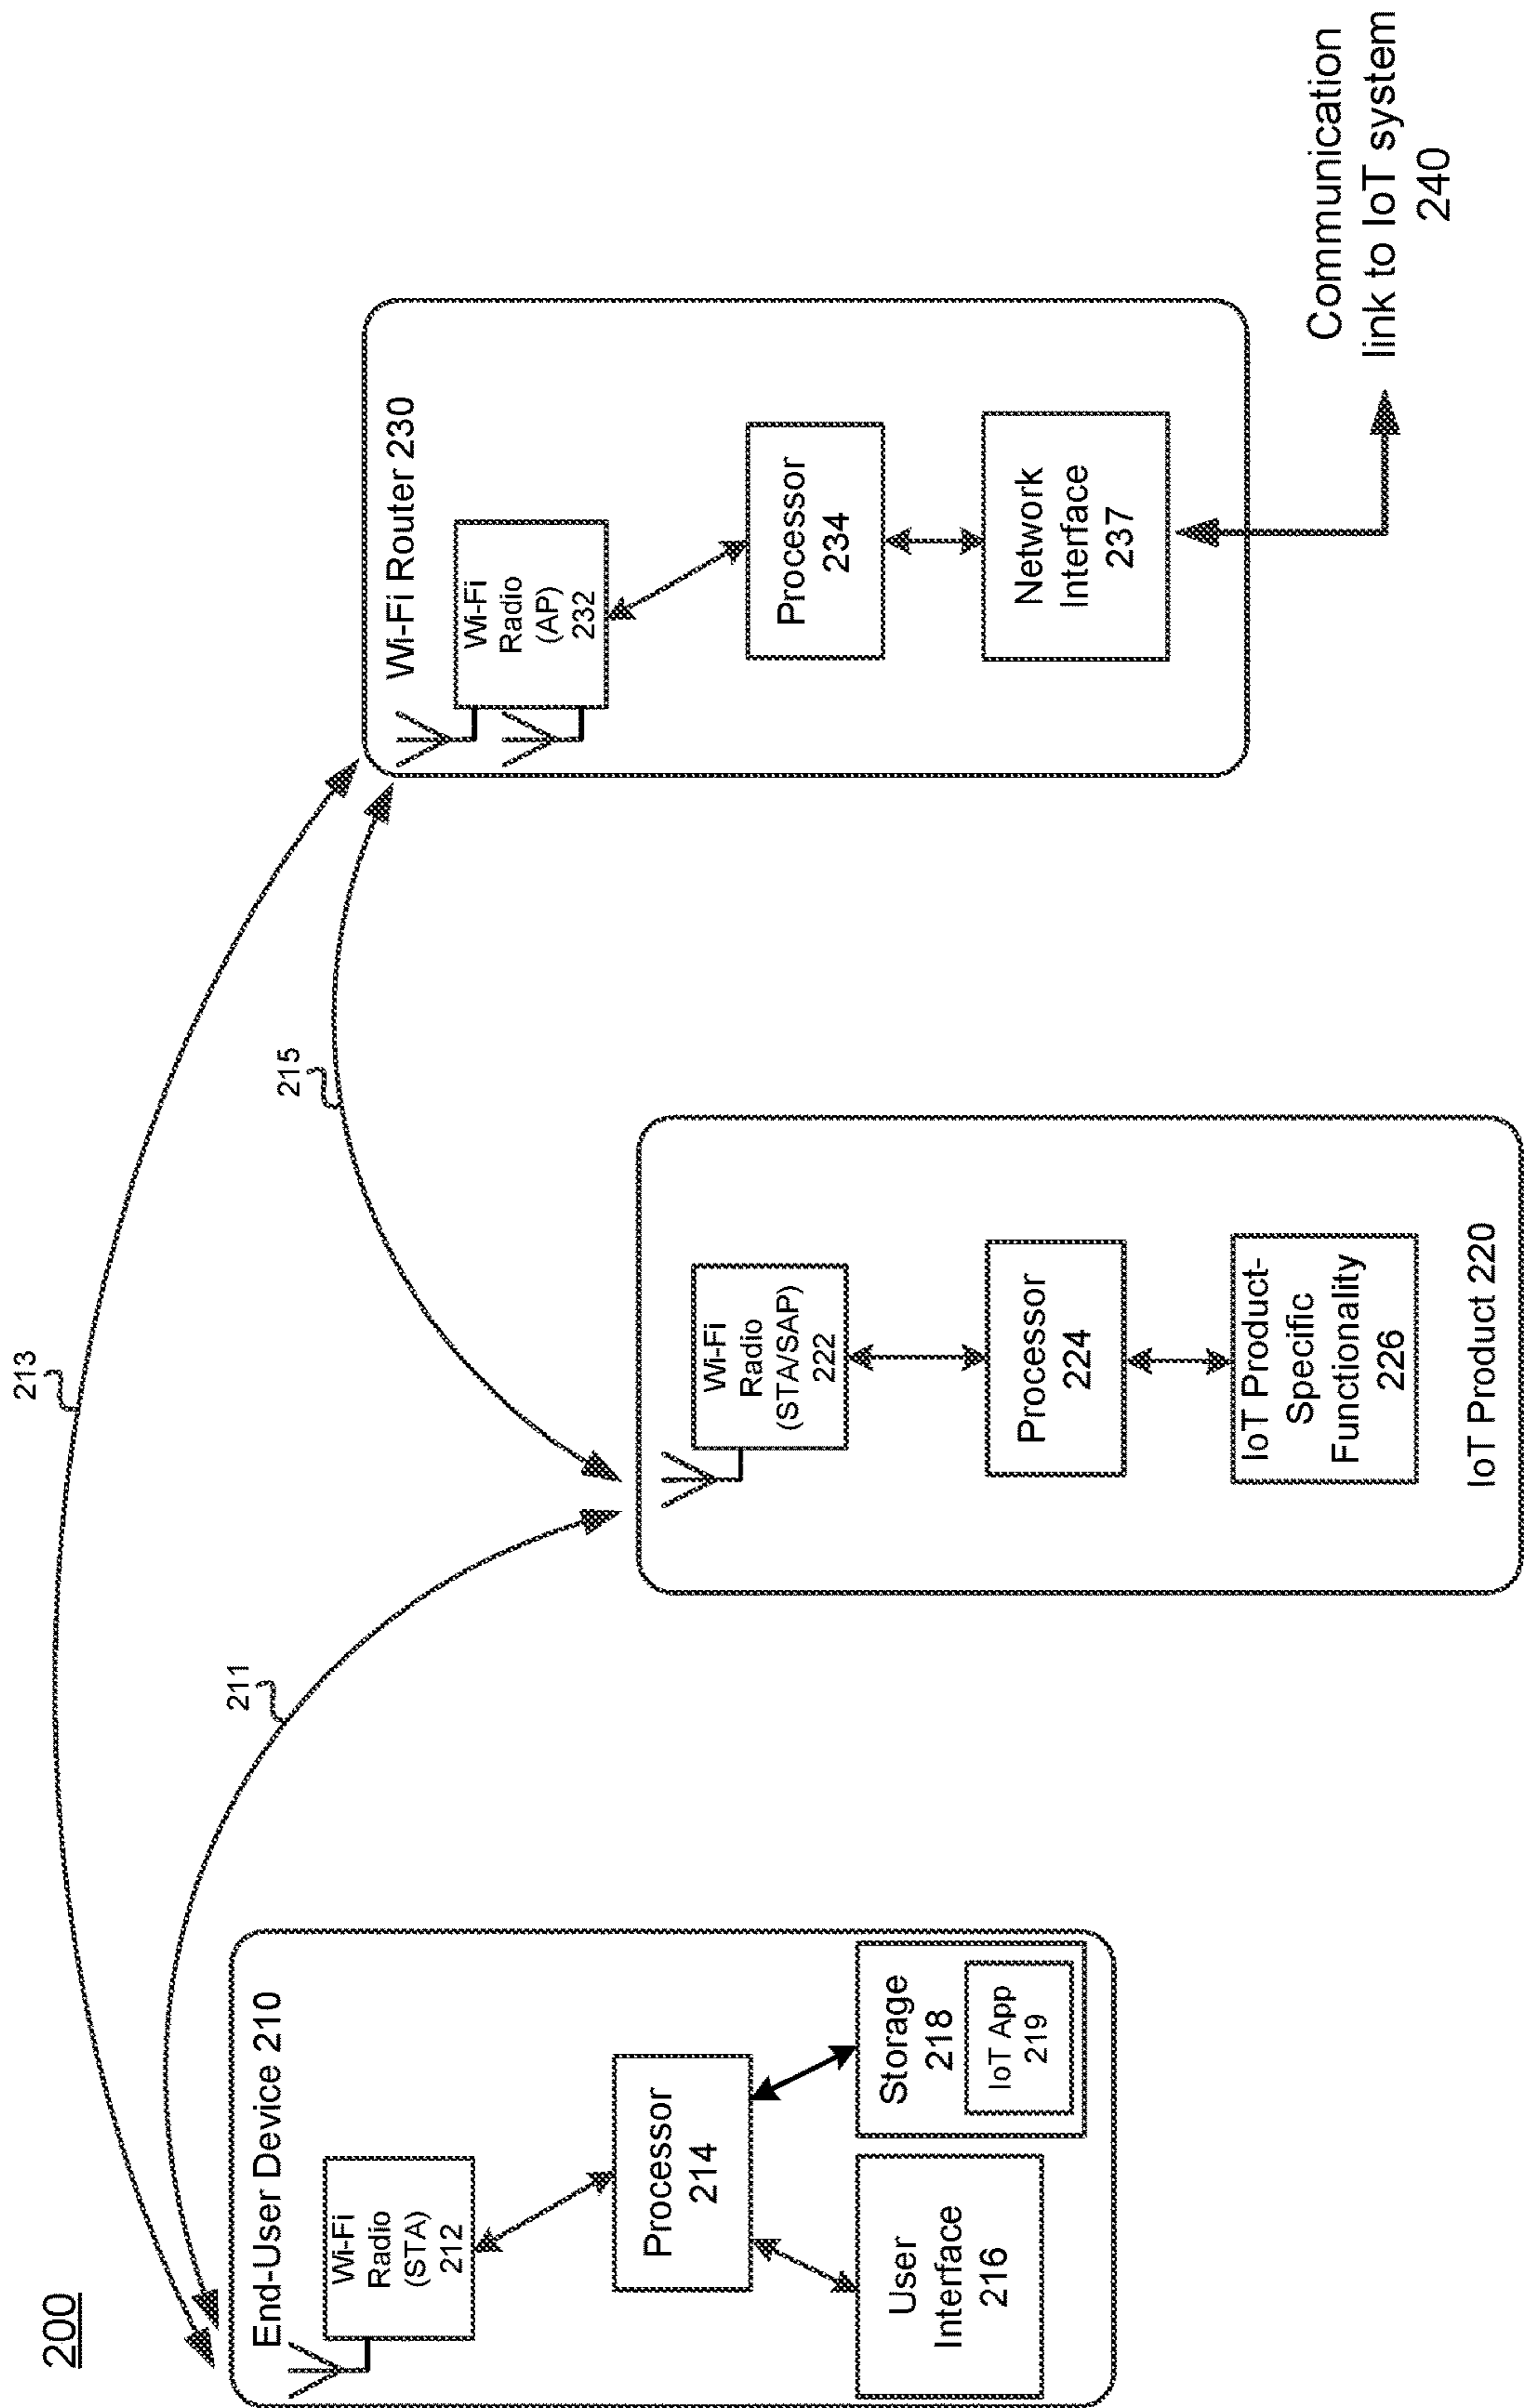 200
213
211
215
End-User Device 210
Wi-Fi
Radio
(STA)
212
Processor
214
User
Interface
216
Storage
218
IoT App
219
Wi-Fi
Radio
(STA/SAP)
222
Processor
224
IoT Product-
Specific
Functionality
226
IoT Product 220
Wi-Fi Router 230
Wi-Fi
Radio
(AP)
232
Processor
234
Network
Interface
237
Communication
link to IoT system
240